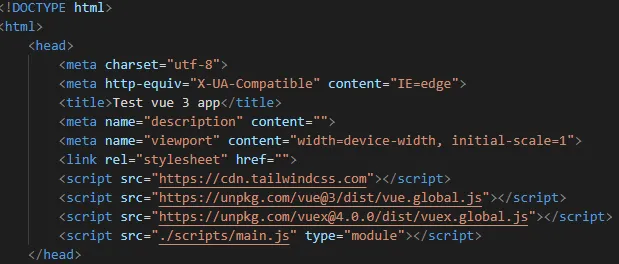 <!DOCTYPE html>
<html>
<head>
<meta charset="utf-8">
<meta http-equiv="X-UA-Compatible" content="IE=edge">
<title>Test vue 3 app</title>
<meta name="description" content="">
<meta name="viewport" content="width=device-width, initial-scale=1">
<link rel="stylesheet" href="">
<script src="https://cdn.tailwindcss.com"></script>
<script src="https://unpkg.com/vue@3/dist/vue.global.js"></script>
<script src="https://unpkg.com/vuex@4.0.0/dist/vuex.global.js"></script>
<script src="./scripts/main.js" type="module"></script>
</head>